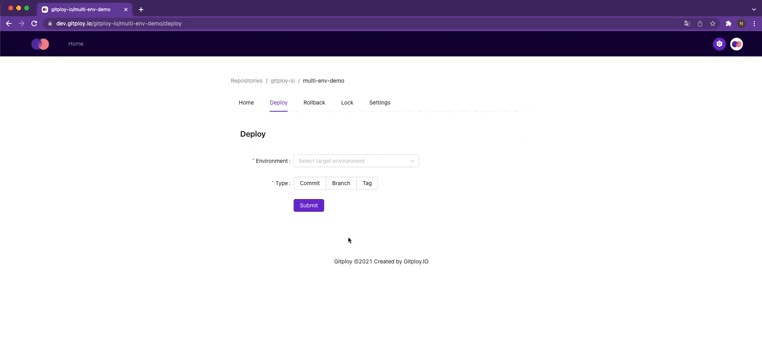 gitploy-io/multi-env-demo
dev.gitploy.io/gitploy-io/multi-env-demo/deploy
N
Home
Repositories / gitploy-io / multi-env-demo
Home Deploy Rollback Lock Settings
Deploy
* Environment: Select target environment
* Type: Commit Branch Tag
Submit
Gitploy ©2021 Created by Gitploy.IO